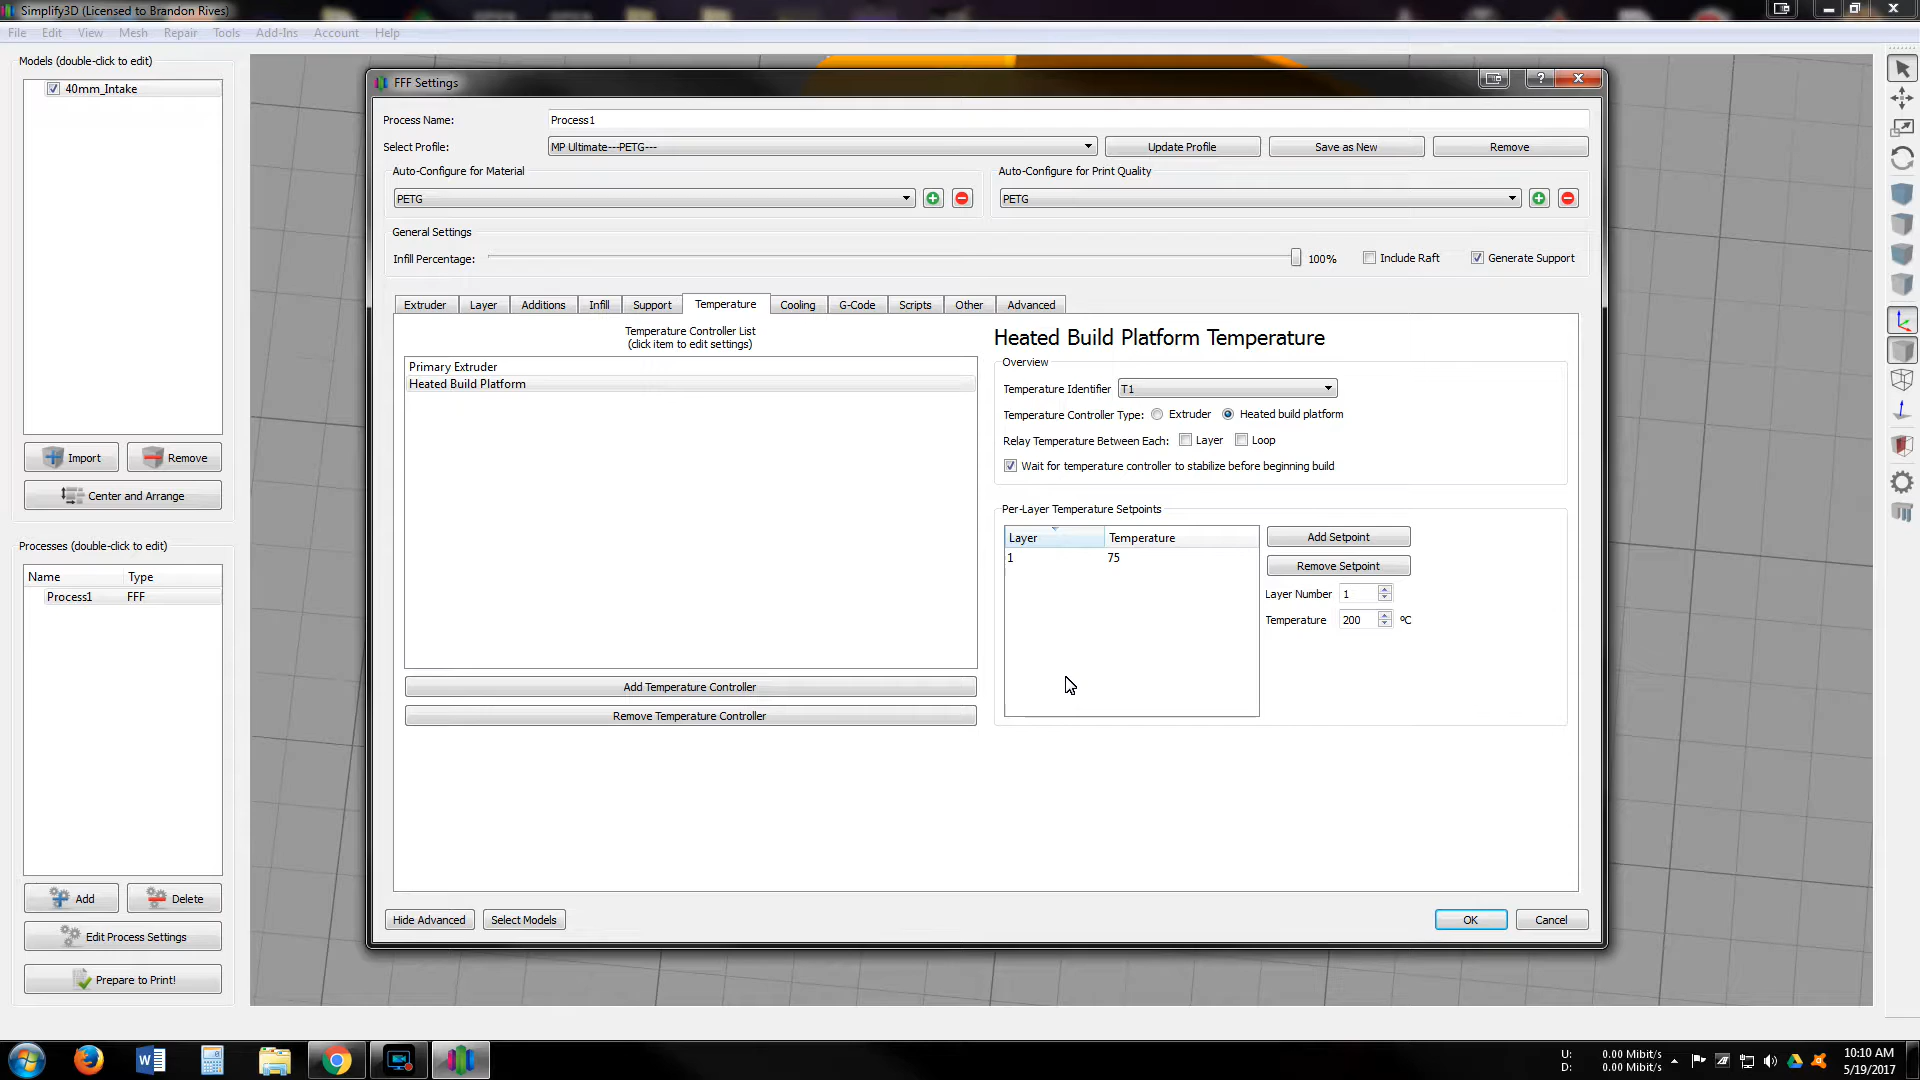 Simplify3D (Licensed to Brandon Rives)
File Edit View Mesh Repair Tools Add-Ins Account Help
Models (double-click to edit)
40mm_Intake
Import
Remove
Center and Arrange
Processes (double-click to edit)
Name Type
Process1 FFF
Add
Delete
Edit Process Settings
Prepare to Print!
FFF Settings
Process Name: Process1
Select Profile: MP Ultimate---PETG---
Update Profile
Save as New
Remove
Auto-Configure for Material
PETG
Auto-Configure for Print Quality
PETG
General Settings
Infill Percentage: 100%
Include Raft
Generate Support
Extruder Layer Additions Infill Support Temperature Cooling G-Code Scripts Other Advanced
Temperature Controller List
(click item to edit settings)
Primary Extruder
Heated Build Platform
Add Temperature Controller
Remove Temperature Controller
Heated Build Platform Temperature
Overview
Temperature Identifier T1
Temperature Controller Type: Extruder Heated build platform
Relay Temperature Between Each: Layer Loop
Wait for temperature controller to stabilize before beginning build
Per-Layer Temperature Setpoints
Layer Temperature
1 75
Add Setpoint
Remove Setpoint
Layer Number 1
Temperature 200 ºC
Hide Advanced
Select Models
OK
Cancel
U: 0.00 Mibit/s
D: 0.00 Mibit/s
10:10 AM
5/19/2017